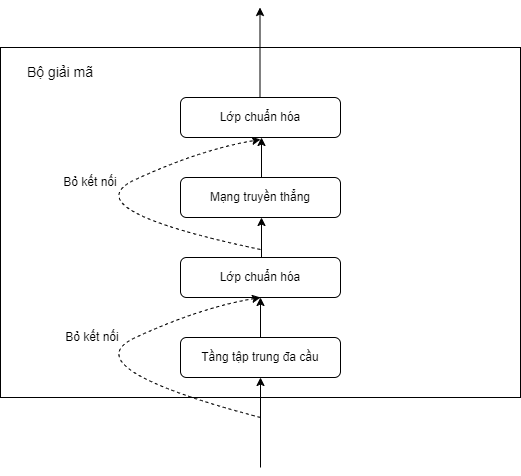 Bộ giải mã
Lớp chuẩn hóa
Bỏ kết nối
Mạng truyền thẳng
Lớp chuẩn hóa
Bỏ kết nối
Tầng tập trung đa cầu